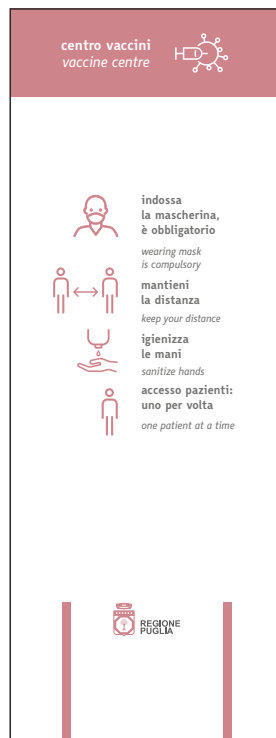 centro vaccini
vaccine centre
indossa
la mascherina,
è obbligatorio
wearing mask
is compulsory
mantieni
la distanza
keep your distance
igienizza
le mani
sanitize hands
accesso pazienti:
uno per volta
one patient at a time
REGIONE
PUGLIA